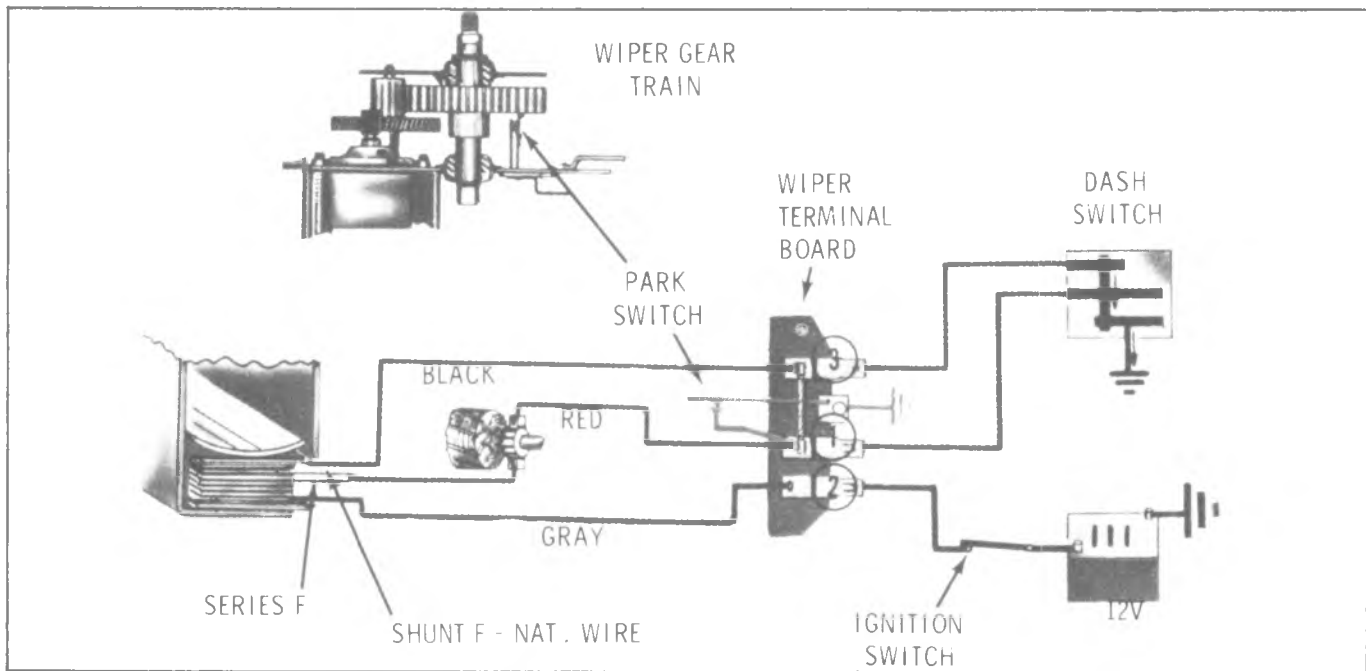 WIPER GEAR
TRAIN
WIPER
TERMINAL
BOARD
DASH
SWITCH
PARK
SWITCH
BLACK
RED
GRAY
3
1
2
SERIES F
SHUNT F - NAT. WIRE
IGNITION
SWITCH
12V